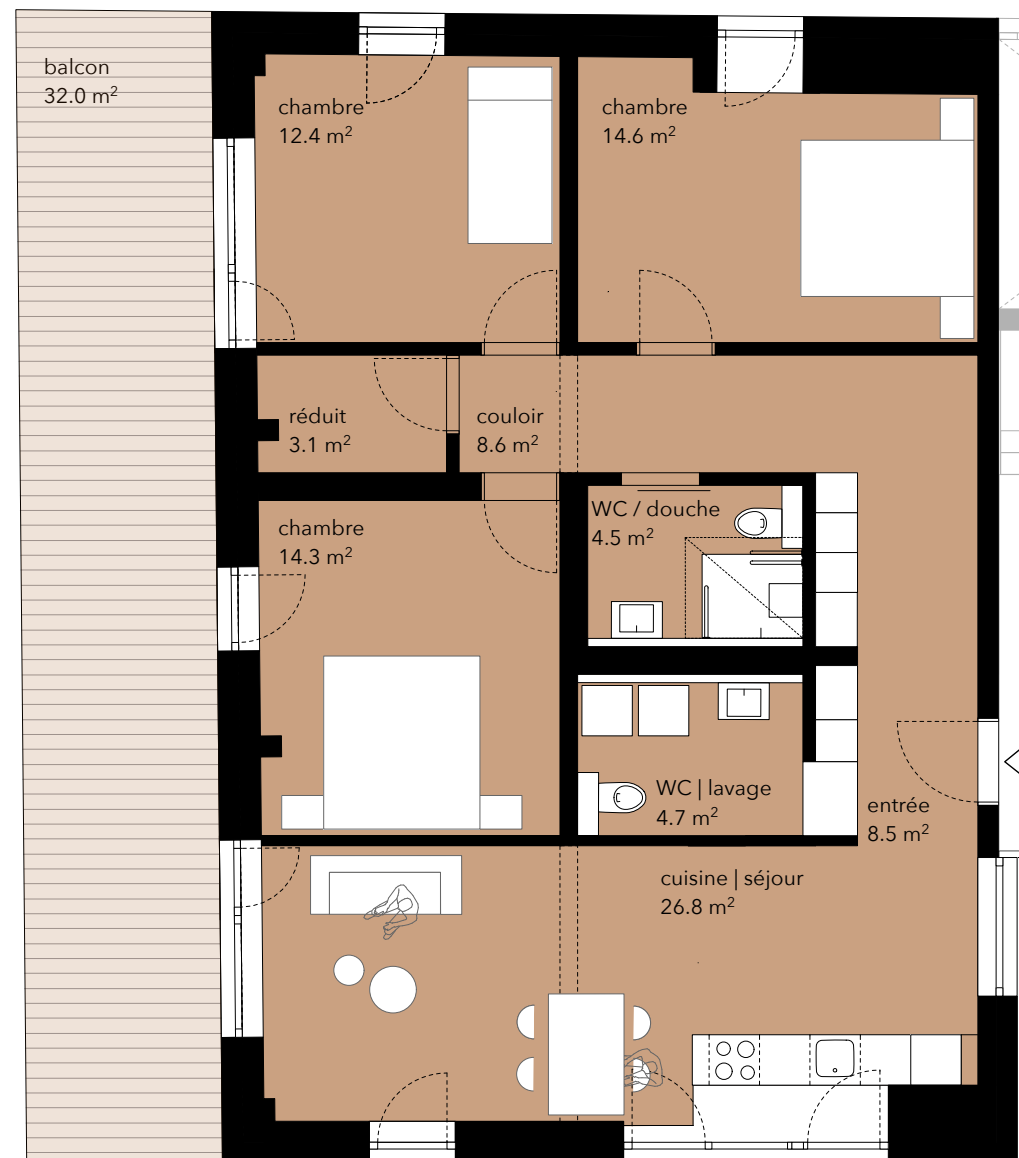 balcon
32.0 m²
chambre
12.4 m²
chambre
14.6 m²
réduit
3.1 m²
couloir
8.6 m²
WC / douche
4.5 m²
chambre
14.3 m²
WC | lavage
4.7 m²
entrée
8.5 m²
cuisine | séjour
26.8 m²